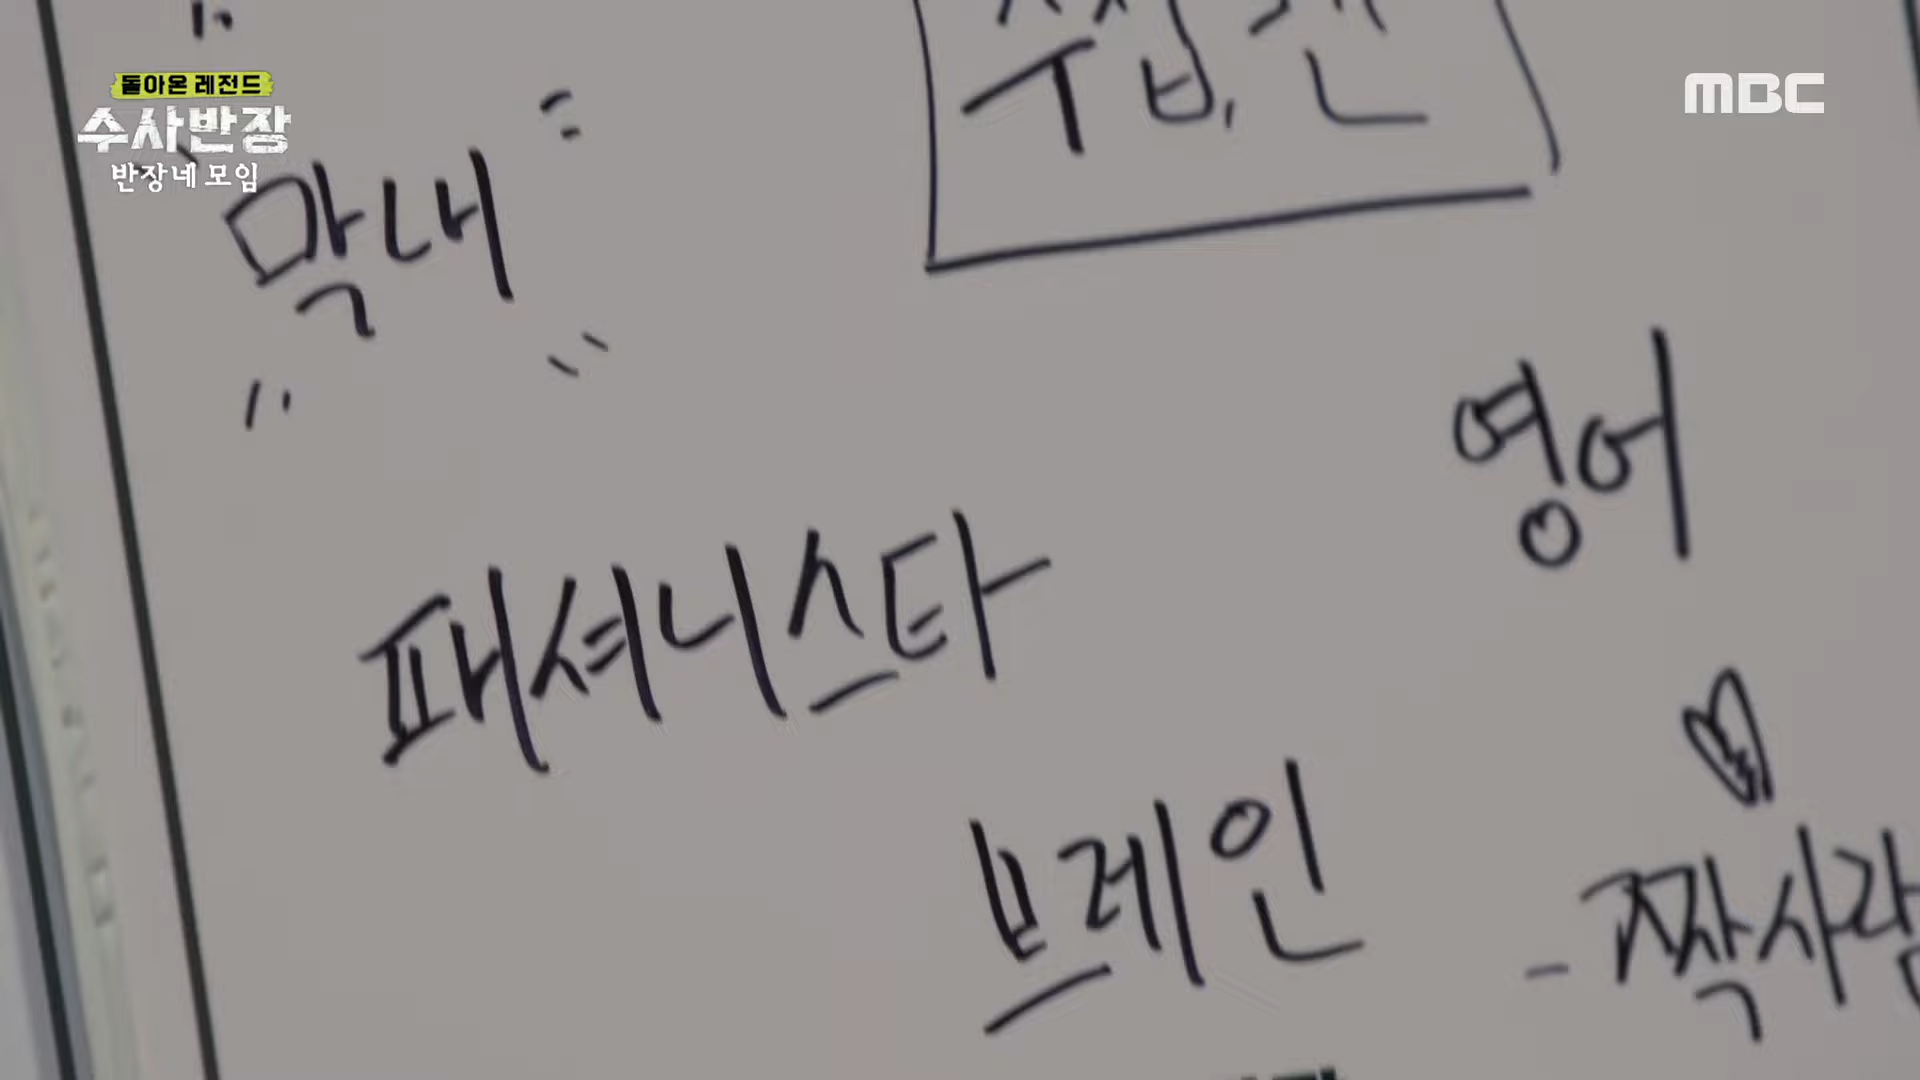 돌아온 레전드
수사반장
반장네 모임
MBC
막내
영어
패셔니스타
브레인
짝사랑